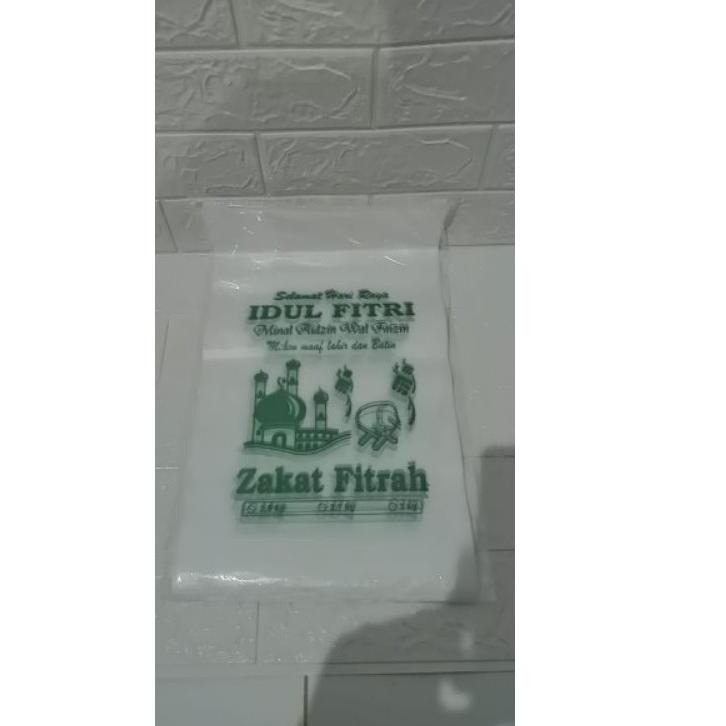 Selamat Hari Raya
IDUL FITRI
Minal Aidzin Wal Faizin
Mohon maaf lahir dan Batin
Zakat Fitrah